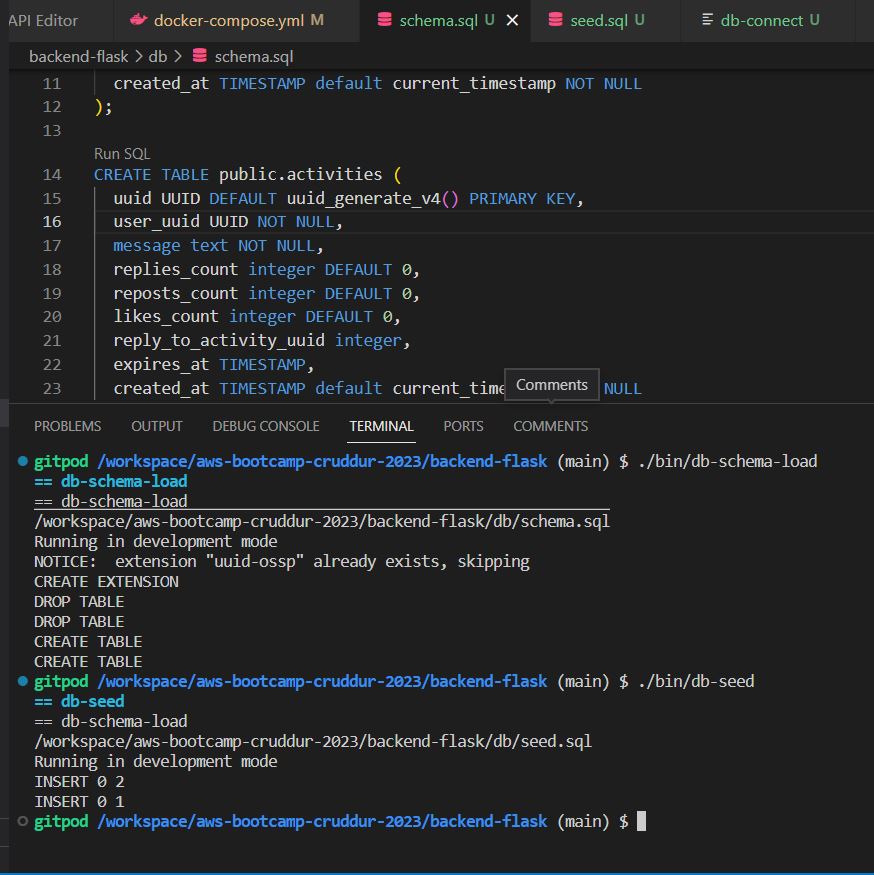 API Editor docker-compose.yml M schema.sql U seed.sql U db-connect U
backend-flask > db > schema.sql
11 created_at TIMESTAMP default current_timestamp NOT NULL
12 );
13
Run SQL
14 CREATE TABLE public.activities (
15 uuid UUID DEFAULT uuid_generate_v4() PRIMARY KEY,
16 user_uuid UUID NOT NULL,
17 message text NOT NULL,
18 replies_count integer DEFAULT 0,
19 reposts_count integer DEFAULT 0,
20 likes_count integer DEFAULT 0,
21 reply_to_activity_uuid integer,
22 expires_at TIMESTAMP,
Comments
23 created_at TIMESTAMP default current_time NULL
PROBLEMS OUTPUT DEBUG CONSOLE TERMINAL PORTS COMMENTS
gitpod /workspace/aws-bootcamp-cruddur-2023/backend-flask (main) $ ./bin/db-schema-load
== db-schema-load
== db-schema-load
/workspace/aws-bootcamp-cruddur-2023/backend-flask/db/schema.sql
Running in development mode
NOTICE:  extension "uuid-ossp" already exists, skipping
CREATE EXTENSION
DROP TABLE
DROP TABLE
CREATE TABLE
CREATE TABLE
gitpod /workspace/aws-bootcamp-cruddur-2023/backend-flask (main) $ ./bin/db-seed
== db-seed
== db-schema-load
/workspace/aws-bootcamp-cruddur-2023/backend-flask/db/seed.sql
Running in development mode
INSERT 0 2
INSERT 0 1
gitpod /workspace/aws-bootcamp-cruddur-2023/backend-flask (main) $